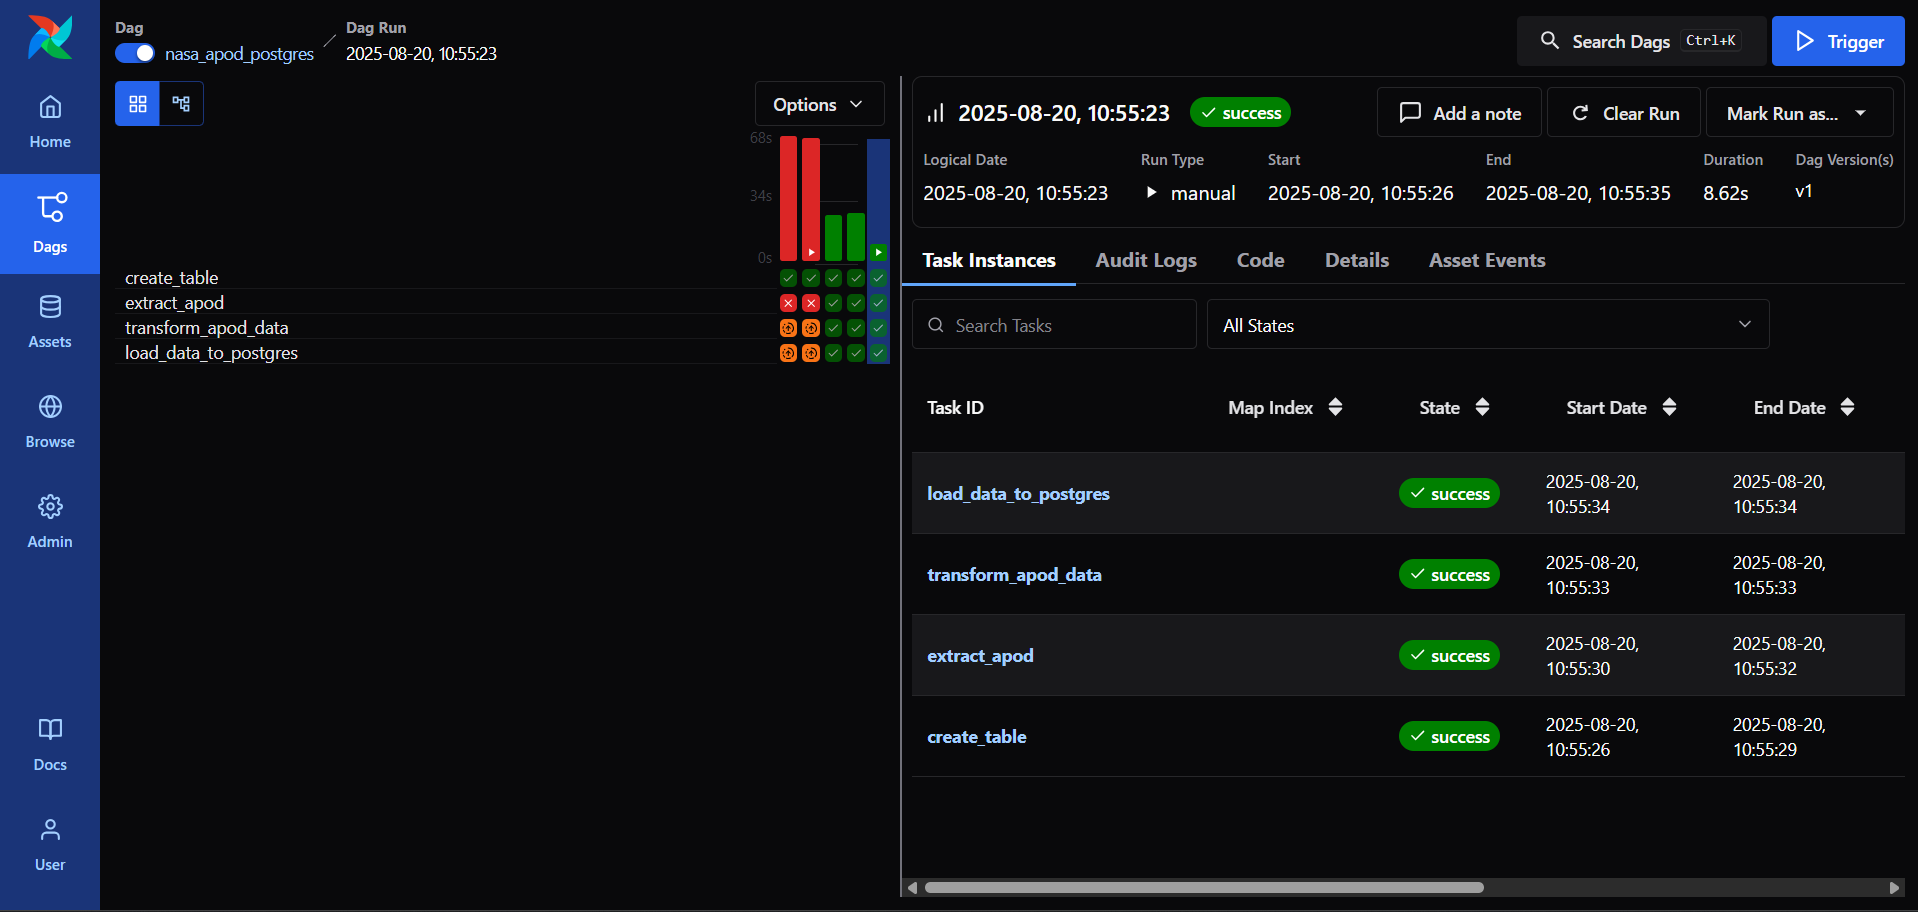 Dag
nasa_apod_postgres
Dag Run
2025-08-20, 10:55:23
Search Dags Ctrl+K
Trigger
Home
Dags
Assets
Browse
Admin
Docs
User
Options
68s
34s
0s
create_table
extract_apod
transform_apod_data
load_data_to_postgres
2025-08-20, 10:55:23 success
Add a note
Clear Run
Mark Run as...
Logical Date Run Type Start End Duration Dag Version(s)
2025-08-20, 10:55:23 manual 2025-08-20, 10:55:26 2025-08-20, 10:55:35 8.62s v1
Task Instances Audit Logs Code Details Asset Events
Search Tasks
All States
Task ID Map Index State Start Date End Date
load_data_to_postgres success 2025-08-20, 2025-08-20,
10:55:34 10:55:34
transform_apod_data success 2025-08-20, 2025-08-20,
10:55:33 10:55:33
extract_apod success 2025-08-20, 2025-08-20,
10:55:30 10:55:32
create_table success 2025-08-20, 2025-08-20,
10:55:26 10:55:29